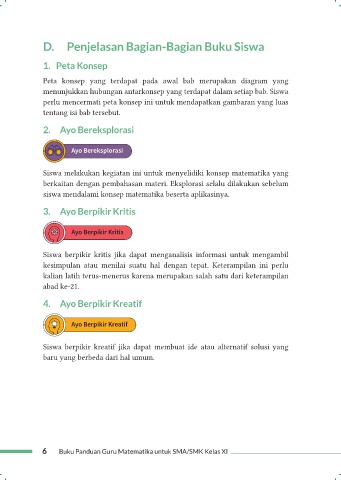 D. Penjelasan Bagian-Bagian Buku Siswa
1. Peta Konsep
Peta konsep yang terdapat pada awal bab merupakan diagram yang
menunjukkan hubungan antarkonsep yang terdapat dalam setiap bab. Siswa
perlu mencermati peta konsep ini untuk mendapatkan gambaran yang luas
tentang isi bab tersebut.
2. Ayo Bereksplorasi
Ayo Bereksplorasi
Siswa melakukan kegiatan ini untuk menyelidiki konsep matematika yang
berkaitan dengan pembahasan materi. Eksplorasi selalu dilakukan sebelum
siswa mendalami konsep matematika beserta aplikasinya.
3. Ayo Berpikir Kritis
Ayo Berpikir Kritis
Siswa berpikir kritis jika dapat menganalisis informasi untuk mengambil
kesimpulan atau menilai suatu hal dengan tepat. Keterampilan ini perlu
kalian latih terus-menerus karena merupakan salah satu dari keterampilan
abad ke-21.
4. Ayo Berpikir Kreatif
Ayo Berpikir Kreatif
Siswa berpikir kreatif jika dapat membuat ide atau alternatif solusi yang
baru yang berbeda dari hal umum.
6 Buku Panduan Guru Matematika untuk SMA/SMK Kelas XI